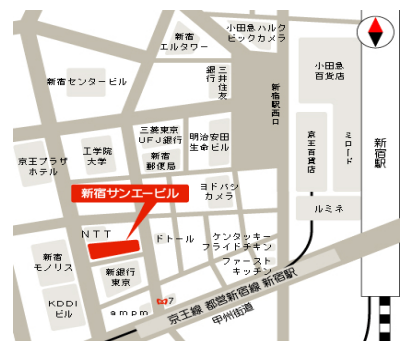 新宿
エルタワー
小田急ハルク
ビックカメラ
小田急
百貨店
新宿センタービル
三井住友
銀行
新宿駅西口
三菱東京
UFJ銀行
明治安田
生命ビル
京王百貨店
ミロード
新宿駅
工学院
大学
新宿
郵便局
京王プラザ
ホテル
ヨドバシ
カメラ
新宿サンエービル
ルミネ
NTT
ドトール
ケンタッキー
フライドチキン
新宿
モノリス
ファースト
キッチン
新銀行
東京
KDDI
ビル
ampm
7
京王線 都営新宿線 新宿駅
甲州街道